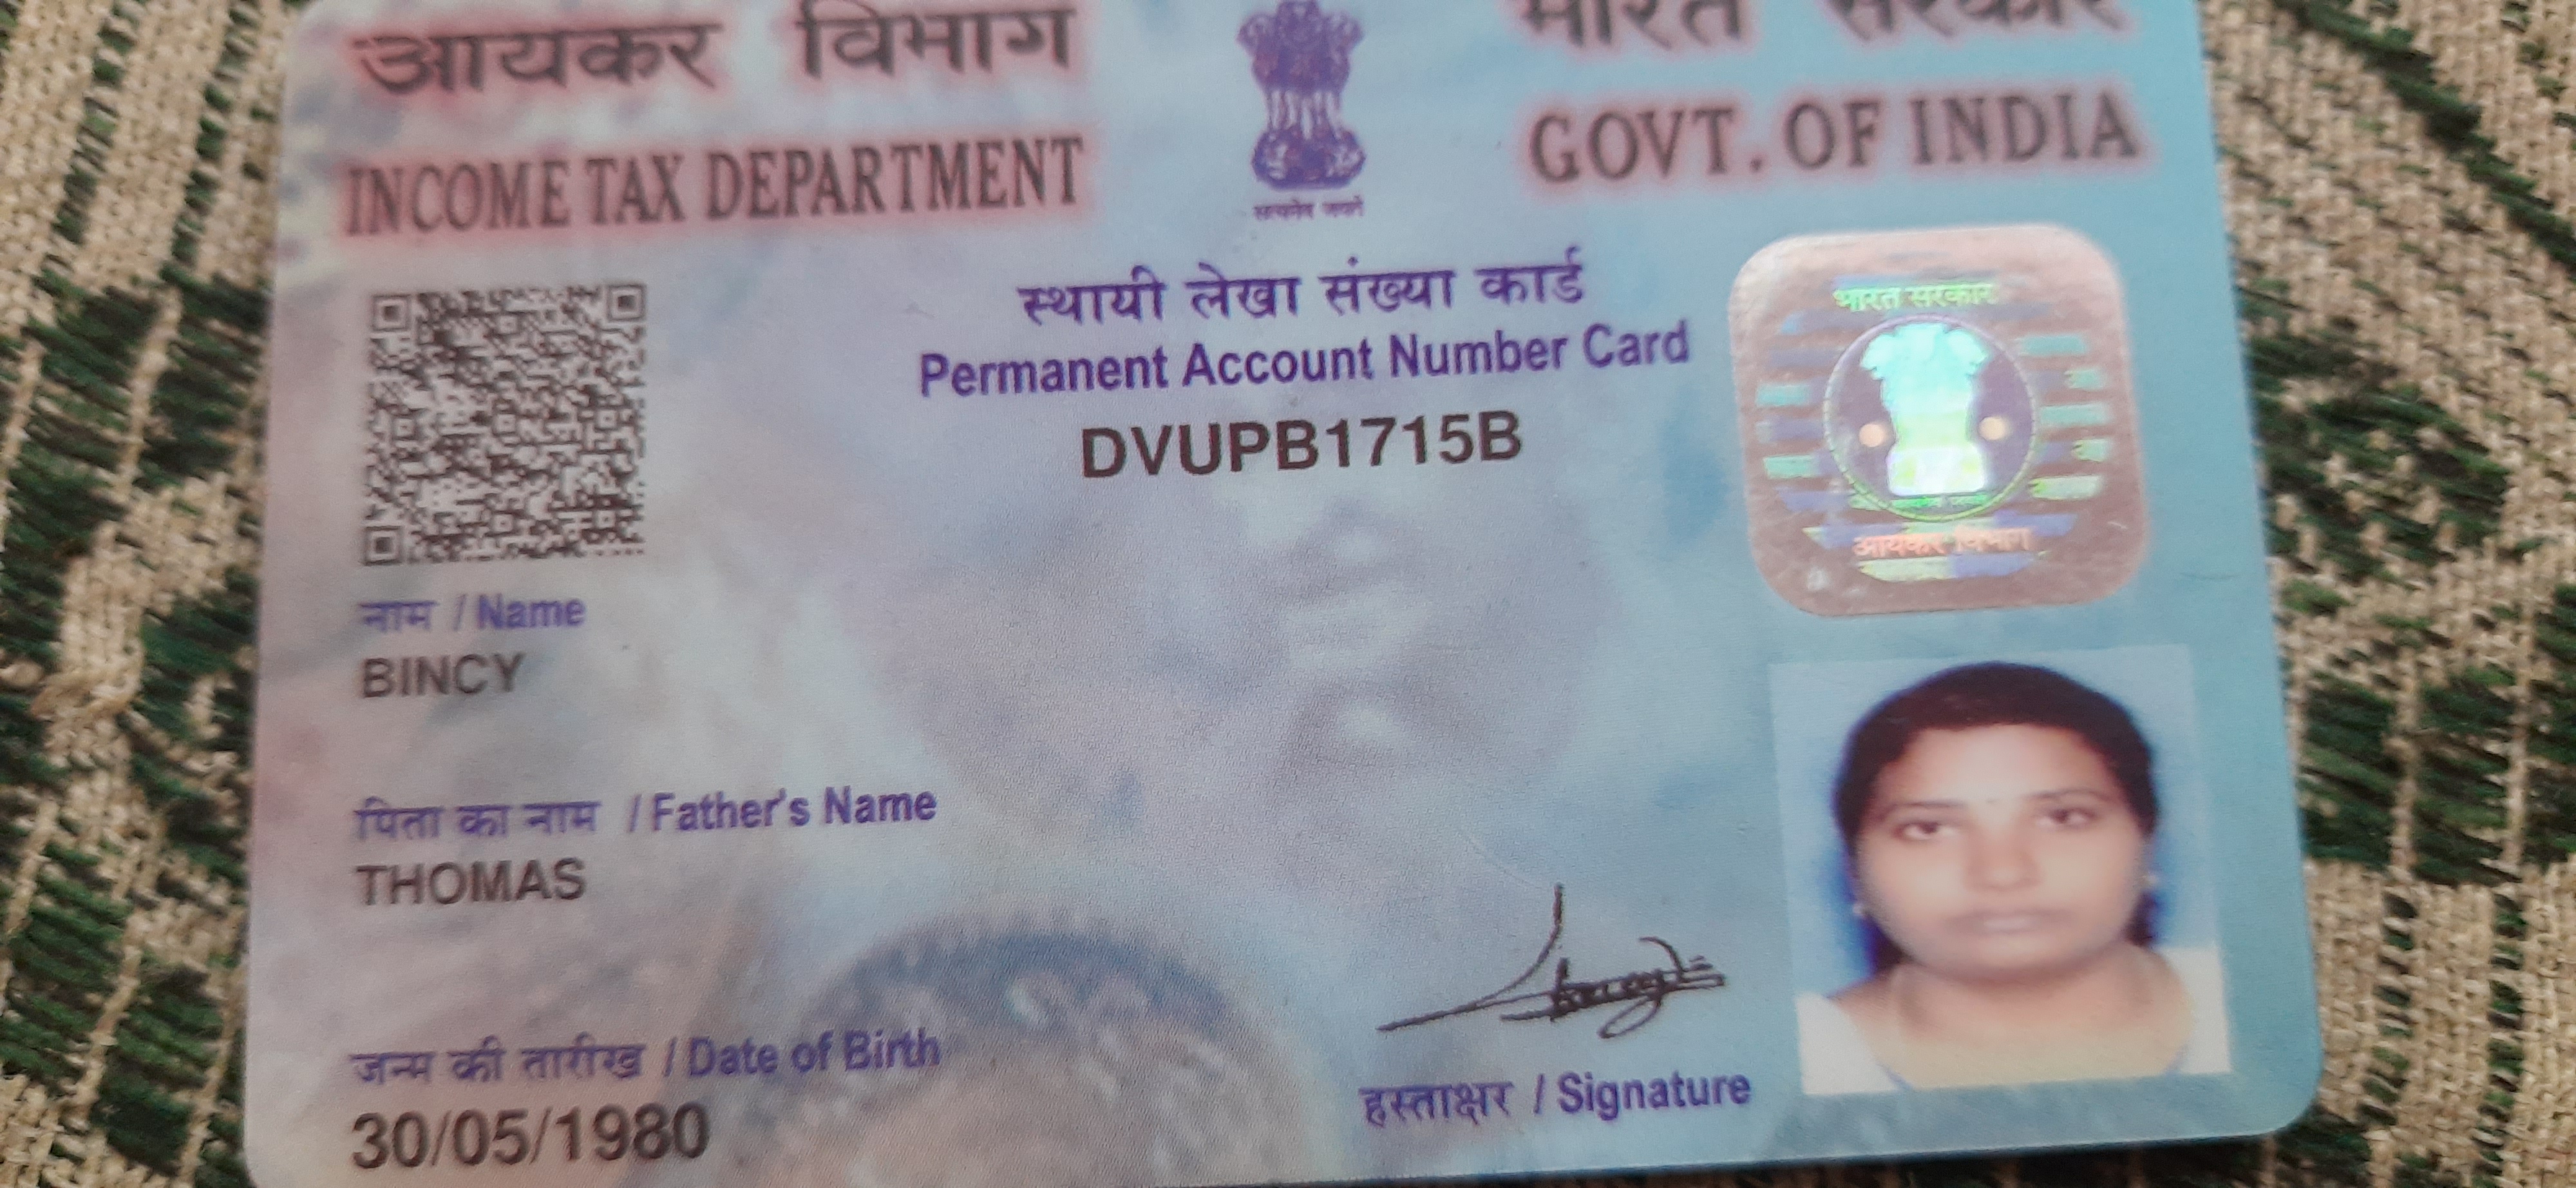 आयकर विभाग
INCOME TAX DEPARTMENT
भारत सरकार
GOVT. OF INDIA
सत्यमेव जयते
स्थायी लेखा संख्या कार्ड
Permanent Account Number Card
DVUPB1715B
भारत सरकार
आयकर विभाग
नाम / Name
BINCY
पिता का नाम / Father's Name
THOMAS
जन्म की तारीख / Date of Birth
30/05/1980
हस्ताक्षर / Signature